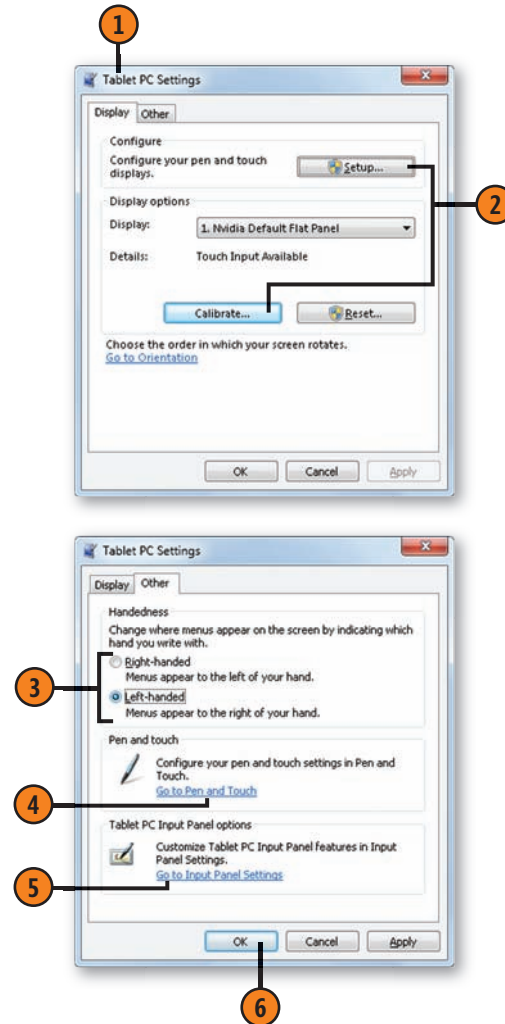 1
Tablet PC Settings
Display Other
Configure
Configure your pen and touch
displays.
Setup...
2
Display options
Display: 1. Nvidia Default Flat Panel
Details: Touch Input Available
Calibrate... Reset...
Choose the order in which your screen rotates.
Go to Orientation
OK Cancel Apply
Tablet PC Settings
Display Other
Handedness
Change where menus appear on the screen by indicating which
hand you write with.
Right-handed
Menus appear to the left of your hand.
3
Left-handed
Menus appear to the right of your hand.
Pen and touch
Configure your pen and touch settings in Pen and
Touch.
4
Go to Pen and Touch
Tablet PC Input Panel options
Customize Tablet PC Input Panel features in Input
Panel Settings.
5
Go to Input Panel Settings
OK Cancel Apply
6